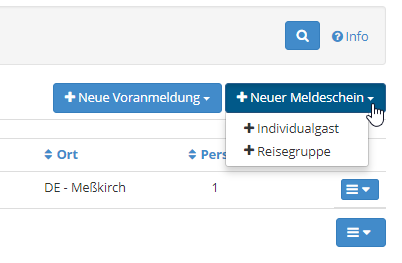 Info
Neue Voranmeldung
Neuer Meldeschein
Individualgast
Reisegruppe
Ort Pers
DE - Meßkirch 1